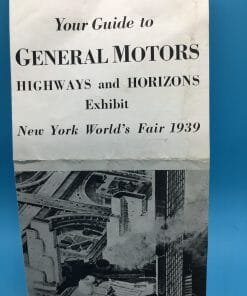 Your Guide to
GENERAL MOTORS
HIGHWAYS and HORIZONS
Exhibit
New York World's Fair 1939